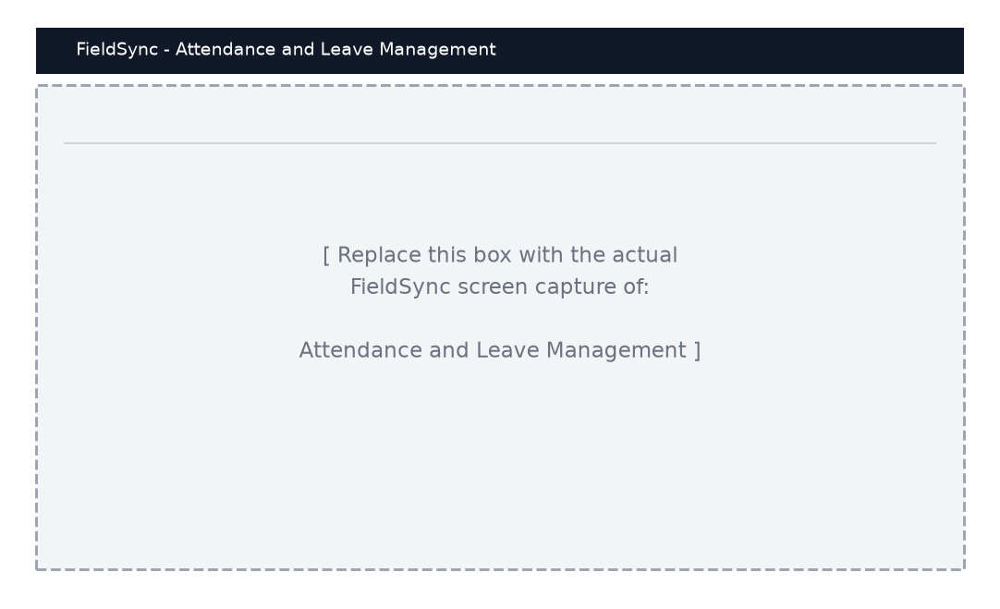 FieldSync - Attendance and Leave Management
[ Replace this box with the actual
FieldSync screen capture of:
Attendance and Leave Management ]